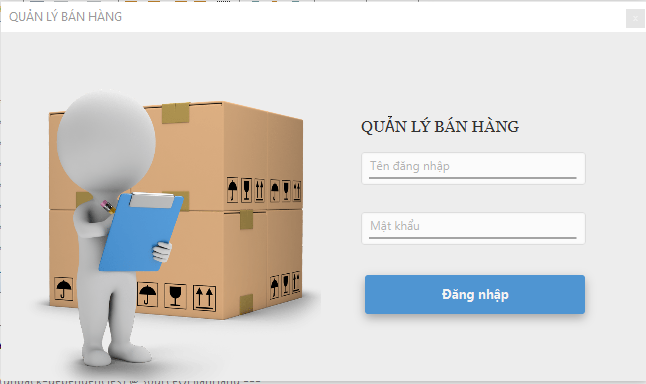 QUẢN LÝ BÁN HÀNG
QUẢN LÝ BÁN HÀNG
Tên đăng nhập
Mật khẩu
Đăng nhập